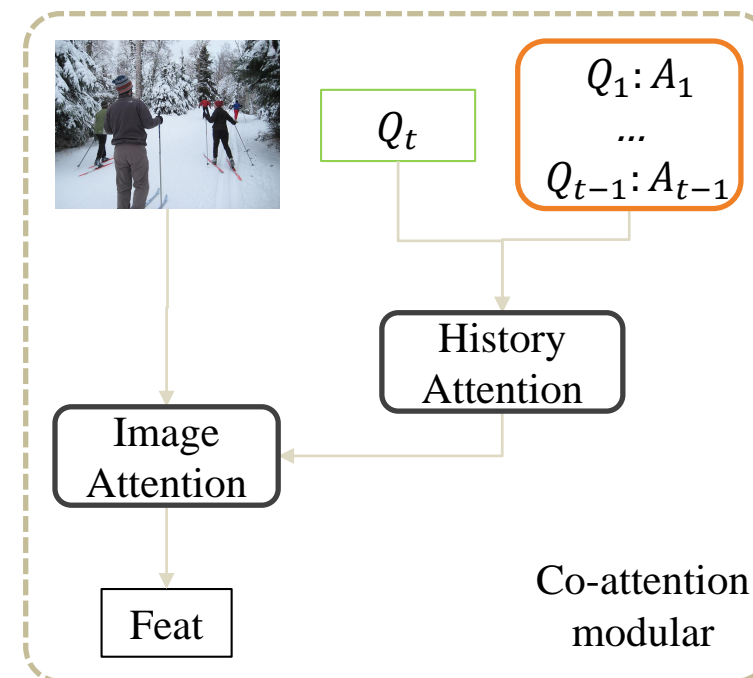 Q_t
Q_1: A_1
...
Q_{t-1}: A_{t-1}
History
Attention
Image
Attention
Feat
Co-attention
modular